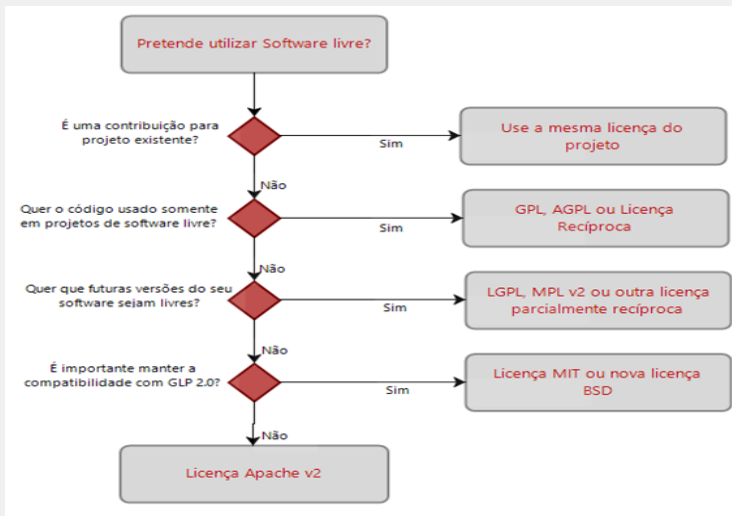 Pretende utilizar Software livre?
É uma contribuição para
projeto existente?
Sim
Use a mesma licença do
projeto
Não
Quer o código usado somente
em projetos de software livre?
Sim
GPL, AGPL ou Licença
Recíproca
Não
Quer que futuras versões do seu
software sejam livres?
Sim
LGPL, MPL v2 ou outra licença
parcialmente recíproca
Não
É importante manter a
compatibilidade com GLP 2.0?
Sim
Licença MIT ou nova licença
BSD
Não
Licença Apache v2